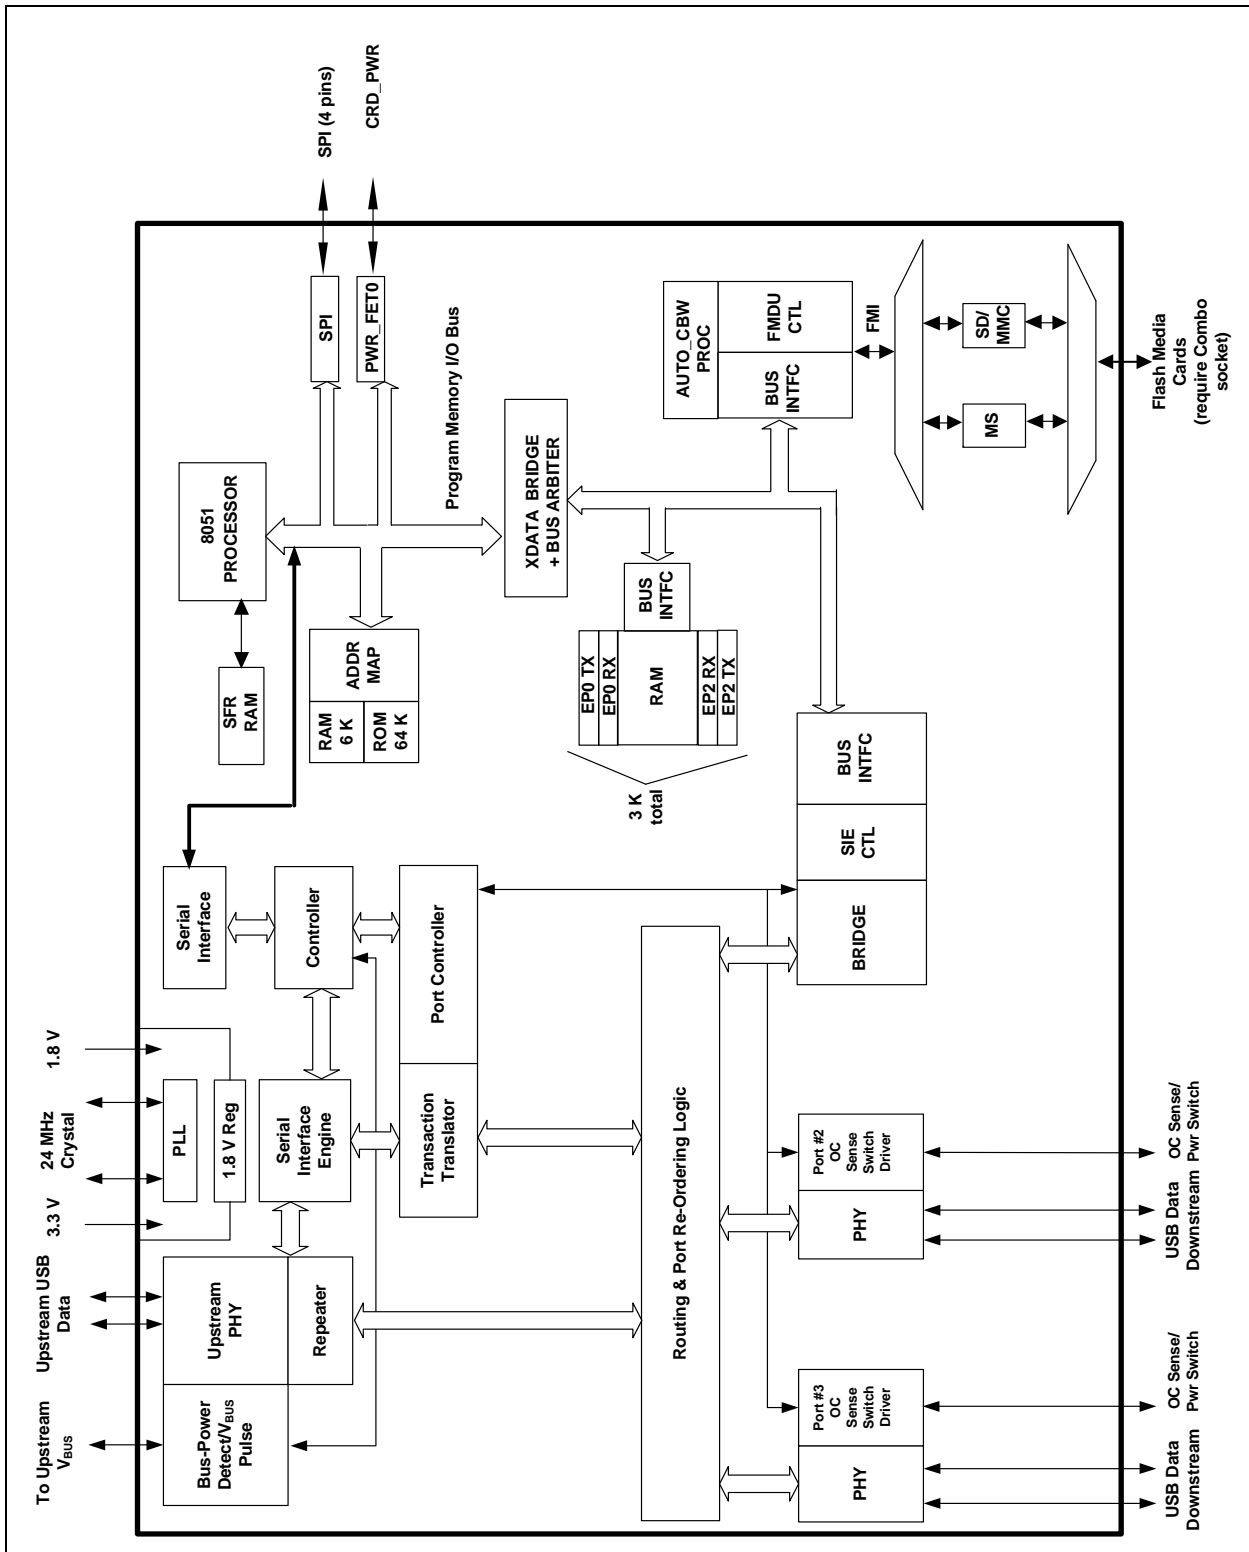 To Upstream
VBUS
Upstream USB
Data
3.3 V
24 MHz
Crystal
1.8 V
Bus-Power
Detect/VBUS
Pulse
Upstream
PHY
Repeater
PLL
1.8 V Reg
Serial
Interface
Engine
Serial
Interface
Controller
Transaction
Translator
Port Controller
SFR
RAM
8051
PROCESSOR
RAM
6 K
ROM
64 K
ADDR
MAP
SPI
PWR_FET0
SPI (4 pins)
CRD_PWR
Program Memory I/O Bus
XDATA BRIDGE
+ BUS ARBITER
3 K
total
EP0 TX
EP0 RX
RAM
EP2 RX
EP2 TX
BUS
INTFC
AUTO_CBW
PROC
BUS
INTFC
FMDU
CTL
FMI
MS
SD/
MMC
Flash Media
Cards
(require Combo
socket)
Routing & Port Re-Ordering Logic
BRIDGE
SIE
CTL
BUS
INTFC
PHY
Port #3
OC
Sense
Switch
Driver
PHY
Port #2
OC
Sense
Switch
Driver
USB Data
Downstream
OC Sense/
Pwr Switch
USB Data
Downstream
OC Sense/
Pwr Switch